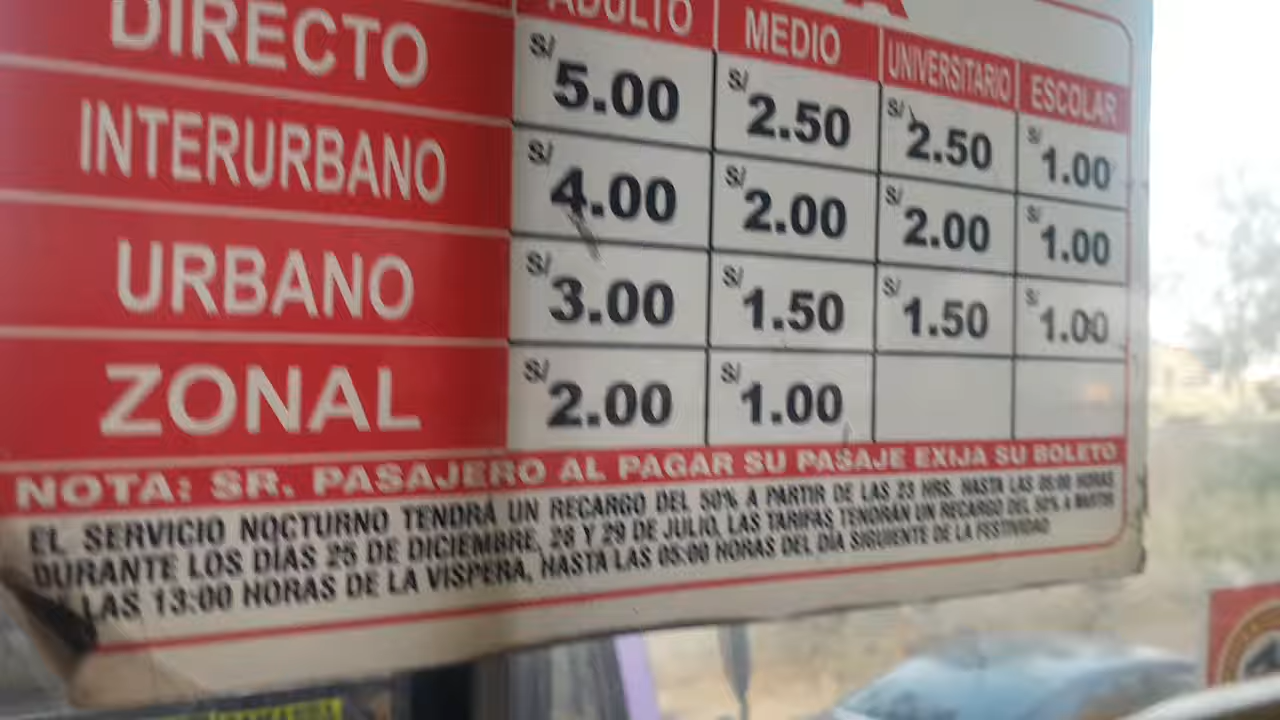 ADULTO MEDIO UNIVERSITARIO ESCOLAR
DIRECTO S/ 5.00 S/ 2.50 S/ 2.50 S/ 1.00
INTERURBANO S/ 4.00 S/ 2.00 S/ 2.00 S/ 1.00
URBANO S/ 3.00 S/ 1.50 S/ 1.50 S/ 1.00
ZONAL S/ 2.00 S/ 1.00
NOTA: SR. PASAJERO AL PAGAR SU PASAJE EXIJA SU BOLETO
EL SERVICIO NOCTURNO TENDRÁ UN RECARGO DEL 50% A PARTIR DE LAS 23 HRS. HASTA LAS 05:00 HORAS
DURANTE LOS DÍAS 25 DE DICIEMBRE, 28 Y 29 DE JULIO, LAS TARIFAS TENDRÁN UN RECARGO DEL 50% A
LAS 13:00 HORAS DE LA VISPERA, HASTA LAS 05:00 HORAS DEL DÍA SIGUIENTE DE LA FESTIVIDAD